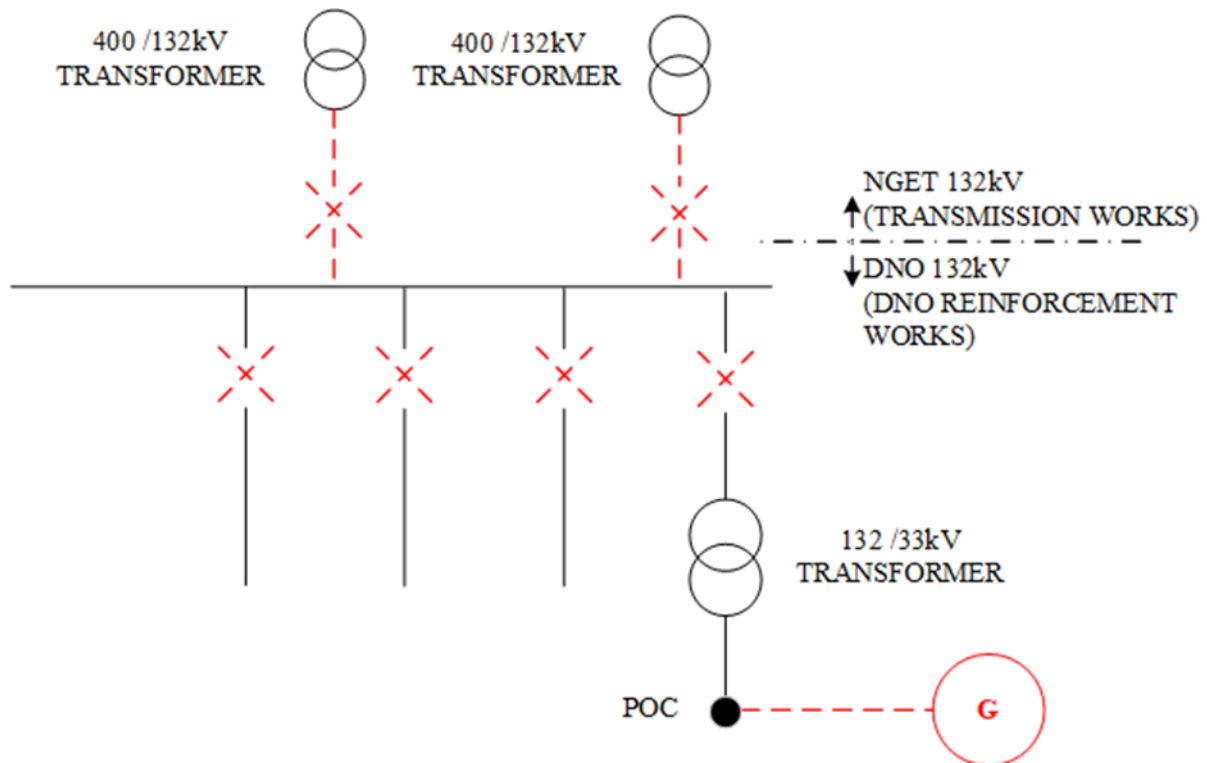 400 /132kV
TRANSFORMER
400 /132kV
TRANSFORMER
NGET 132kV
(TRANSMISSION WORKS)
DNO 132kV
(DNO REINFORCEMENT
WORKS)
132 /33kV
TRANSFORMER
POC
G